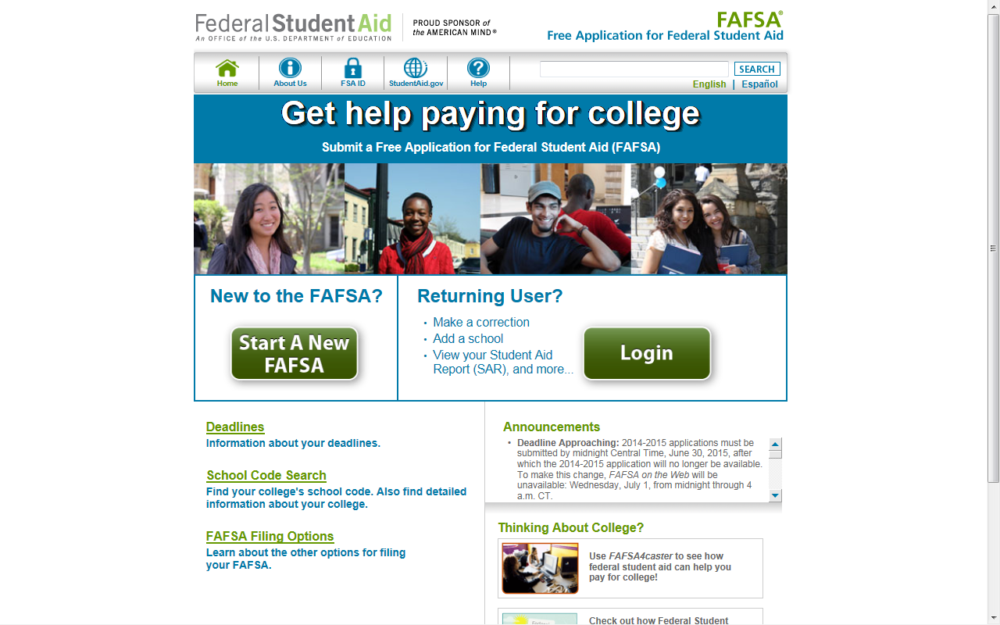 Federal Student Aid
An OFFICE of the U.S. DEPARTMENT of EDUCATION
PROUD SPONSOR of
the AMERICAN MIND®
FAFSA®
Free Application for Federal Student Aid
Home
About Us
FSA ID
StudentAid.gov
Help
SEARCH
English | Español
Get help paying for college
Submit a Free Application for Federal Student Aid (FAFSA)
New to the FAFSA?
Start A New
FAFSA
Returning User?
• Make a correction
• Add a school
• View your Student Aid
Report (SAR), and more...
Login
Deadlines
Information about your deadlines.
School Code Search
Find your college's school code. Also find detailed
information about your college.
FAFSA Filing Options
Learn about the other options for filing
your FAFSA.
Announcements
• Deadline Approaching: 2014-2015 applications must be
submitted by midnight Central Time, June 30, 2015, after
which the 2014-2015 application will no longer be available.
To make this change, FAFSA on the Web will be
unavailable: Wednesday, July 1, from midnight through 4
a.m. CT.
Thinking About College?
Use FAFSA4caster to see how
federal student aid can help you
pay for college!
Check out how Federal Student